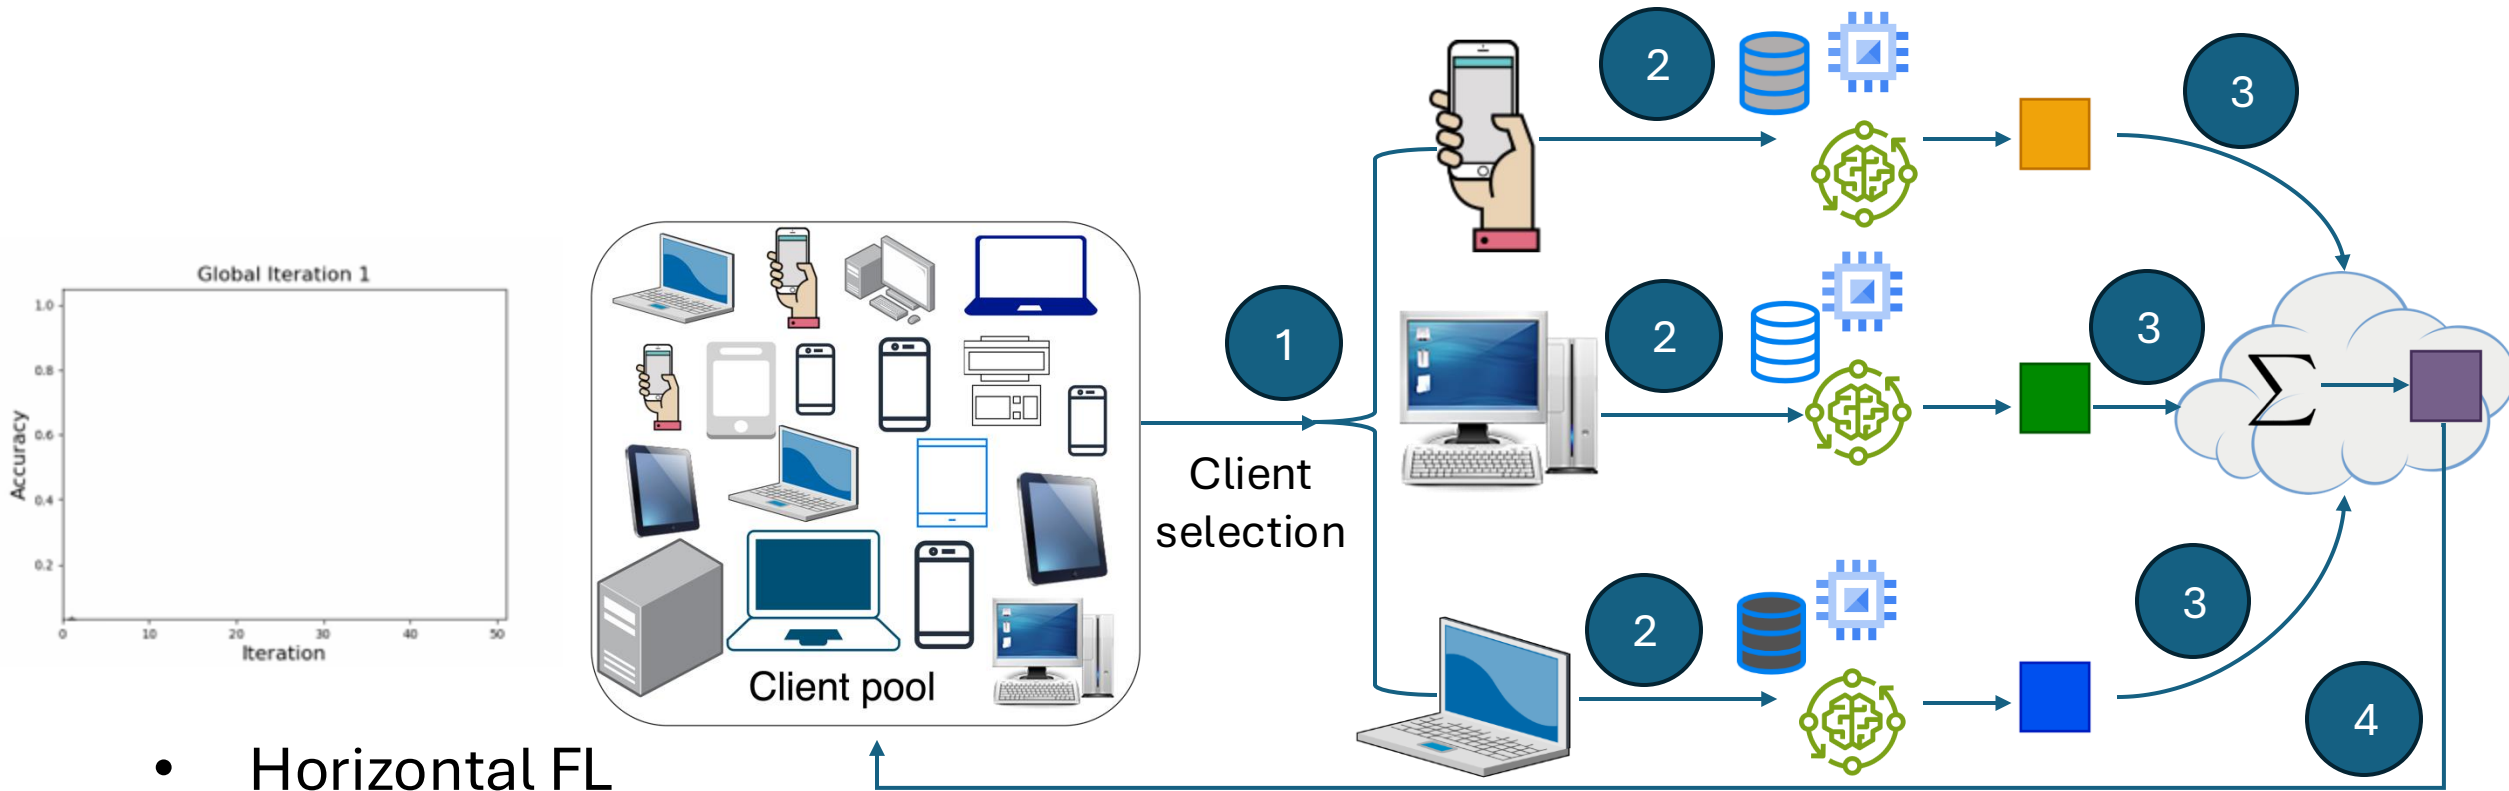 Global Iteration 1
1.0
0.8
0.6
0.4
0.2
Accuracy
0 10 20 30 40 50
Iteration
• Horizontal FL
Client pool
1
Client
selection
2
2
2
3
3
3
Σ
4